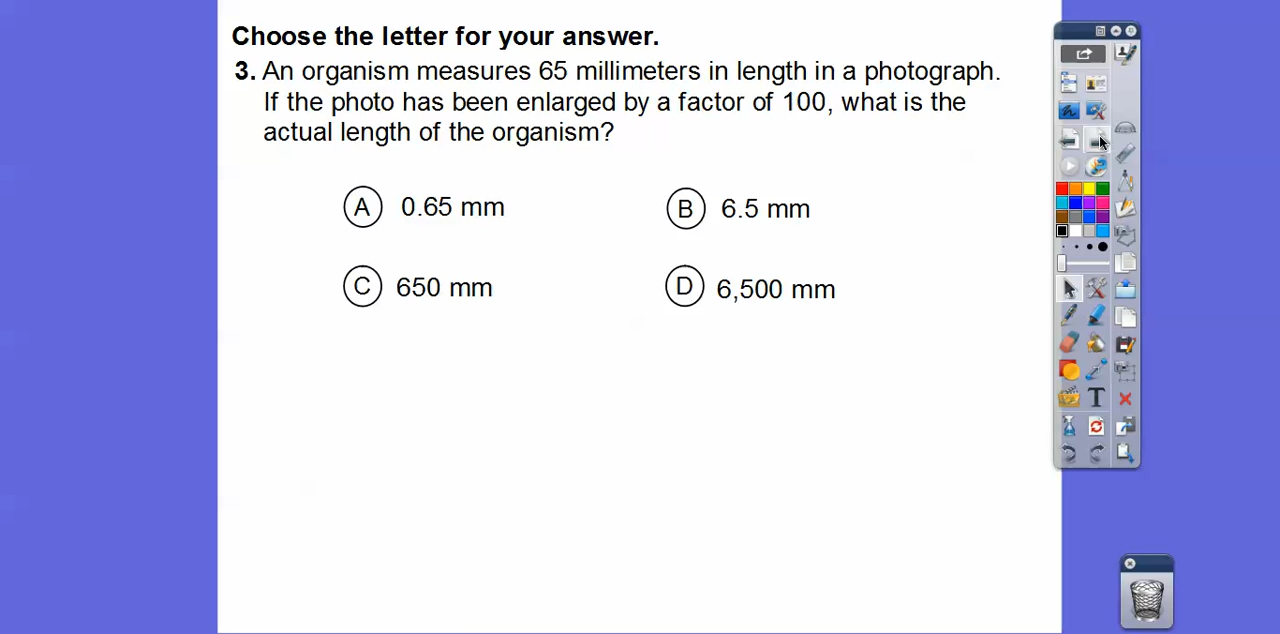 Choose the letter for your answer.
3. An organism measures 65 millimeters in length in a photograph.
If the photo has been enlarged by a factor of 100, what is the
actual length of the organism?
A 0.65 mm
B 6.5 mm
C 650 mm
D 6,500 mm
T